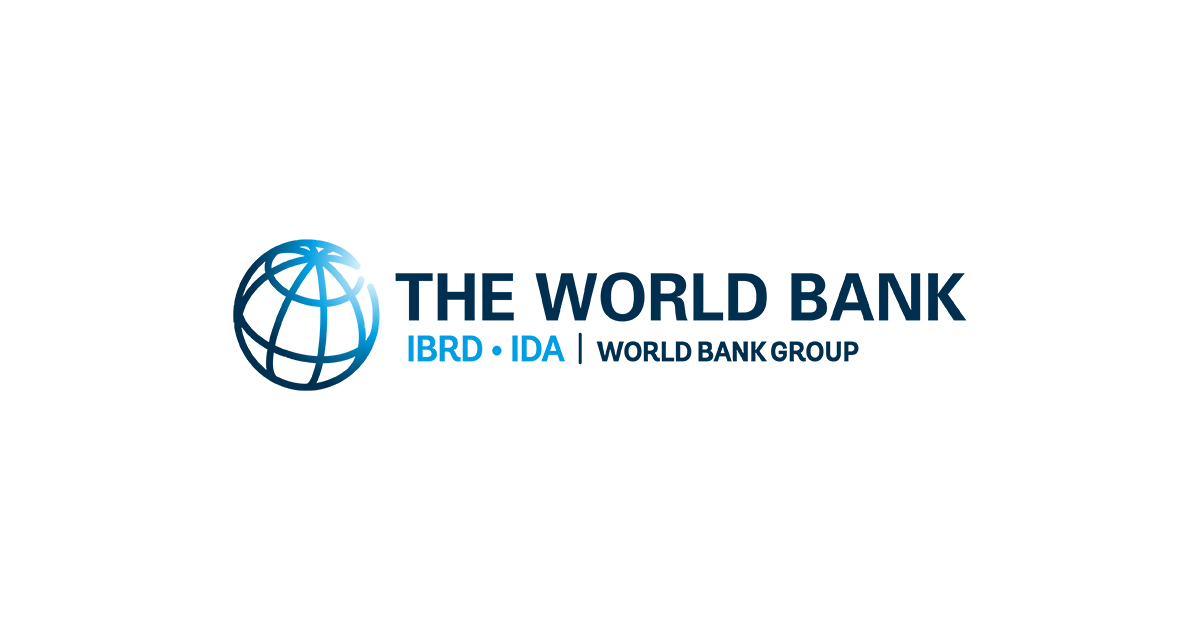 THE WORLD BANK
IBRD • IDA | WORLD BANK GROUP